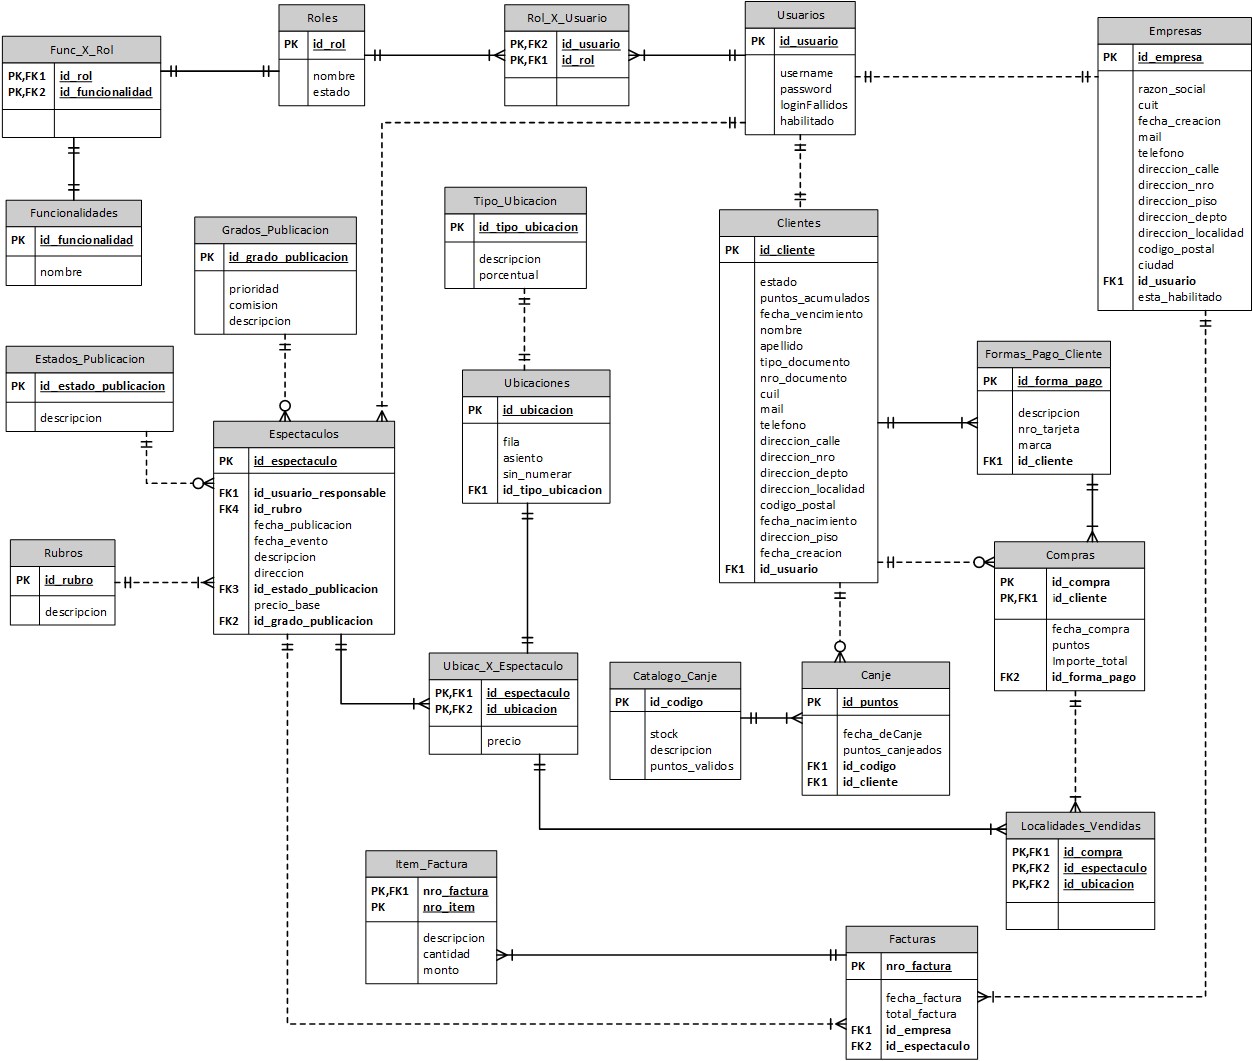 Func_X_Rol
PK,FK1 id_rol
PK,FK2 id_funcionalidad
Roles
PK id_rol
nombre
estado
Rol_X_Usuario
PK,FK2 id_usuario
PK,FK1 id_rol
Usuarios
PK id_usuario
username
password
loginFallidos
habilitado
Empresas
PK id_empresa
razon_social
cuit
fecha_creacion
mail
telefono
direccion_calle
direccion_nro
direccion_piso
direccion_depto
direccion_localidad
codigo_postal
ciudad
FK1 id_usuario
esta_habilitado
Funcionalidades
PK id_funcionalidad
nombre
Grados_Publicacion
PK id_grado_publicacion
prioridad
comision
descripcion
Tipo_Ubicacion
PK id_tipo_ubicacion
descripcion
porcentual
Clientes
PK id_cliente
estado
puntos_acumulados
fecha_vencimiento
nombre
apellido
tipo_documento
nro_documento
cuil
mail
telefono
direccion_calle
direccion_nro
direccion_depto
direccion_localidad
codigo_postal
fecha_nacimiento
direccion_piso
fecha_creacion
FK1 id_usuario
Estados_Publicacion
PK id_estado_publicacion
descripcion
Ubicaciones
PK id_ubicacion
fila
asiento
sin_numerar
FK1 id_tipo_ubicacion
Formas_Pago_Cliente
PK id_forma_pago
descripcion
nro_tarjeta
marca
FK1 id_cliente
Espectaculos
PK id_espectaculo
FK1 id_usuario_responsable
FK4 id_rubro
fecha_publicacion
fecha_evento
descripcion
direccion
FK3 id_estado_publicacion
precio_base
FK2 id_grado_publicacion
Rubros
PK id_rubro
descripcion
Compras
PK id_compra
PK,FK1 id_cliente
fecha_compra
puntos
Importe_total
FK2 id_forma_pago
Ubicac_X_Espectaculo
PK,FK1 id_espectaculo
PK,FK2 id_ubicacion
precio
Catalogo_Canje
PK id_codigo
stock
descripcion
puntos_validos
Canje
PK id_puntos
fecha_deCanje
puntos_canjeados
FK1 id_codigo
FK1 id_cliente
Localidades_Vendidas
PK,FK1 id_compra
PK,FK2 id_espectaculo
PK,FK2 id_ubicacion
Item_Factura
PK,FK1 nro_factura
PK nro_item
descripcion
cantidad
monto
Facturas
PK nro_factura
fecha_factura
total_factura
FK1 id_empresa
FK2 id_espectaculo